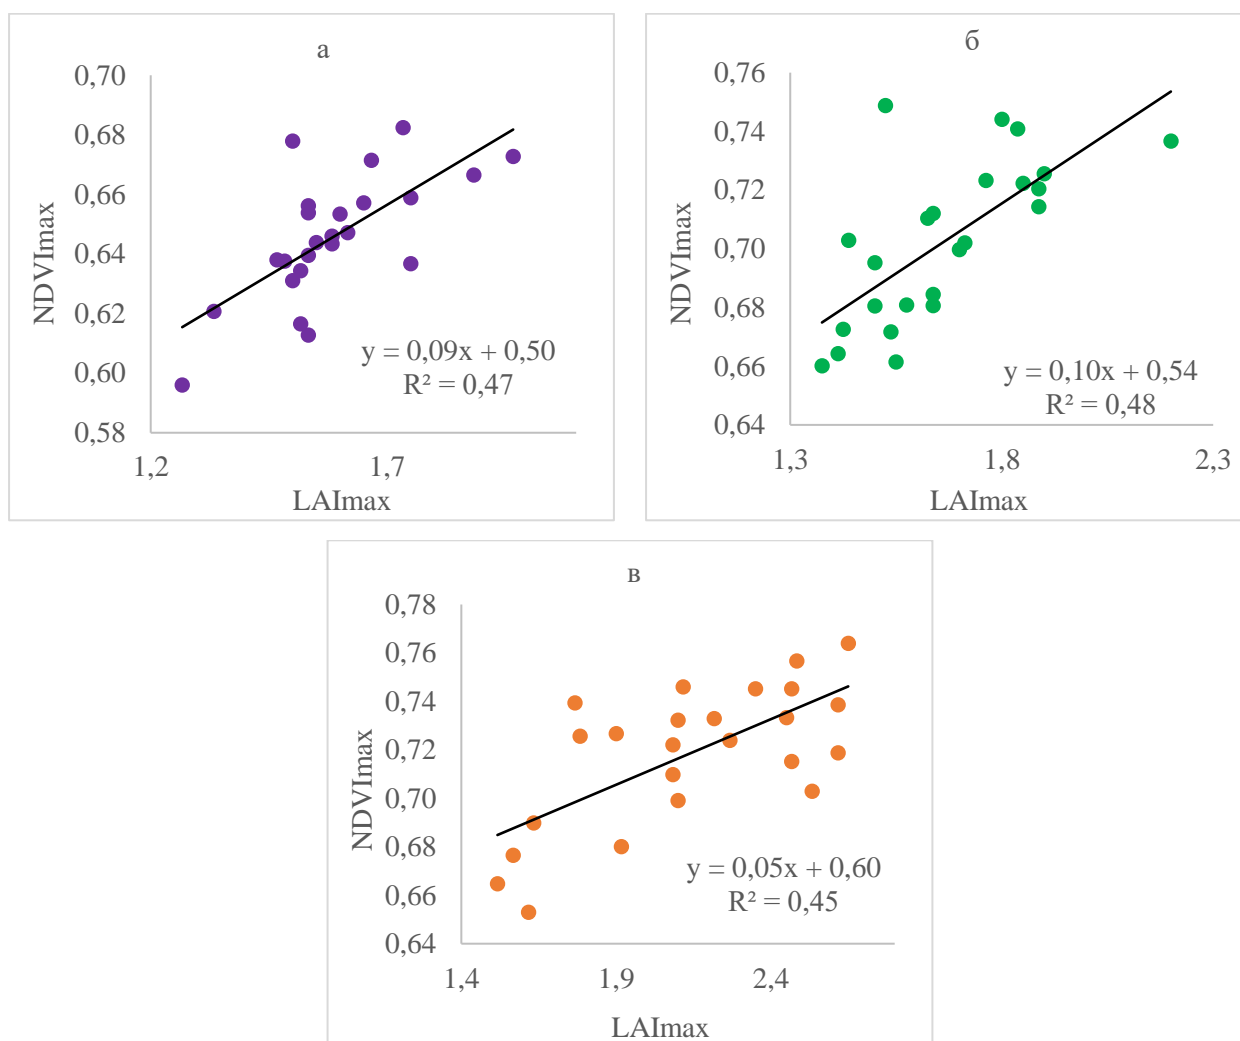 а
0,70
0,68
0,66
0,64
0,62
0,60
0,58
NDVImax
y = 0,09x + 0,50
R² = 0,47
1,2
1,7
LAImax
б
0,76
0,74
0,72
0,70
0,68
0,66
0,64
NDVImax
y = 0,10x + 0,54
R² = 0,48
1,3
1,8
2,3
LAImax
в
0,78
0,76
0,74
0,72
0,70
0,68
0,66
0,64
NDVImax
y = 0,05x + 0,60
R² = 0,45
1,4
1,9
2,4
LAImax